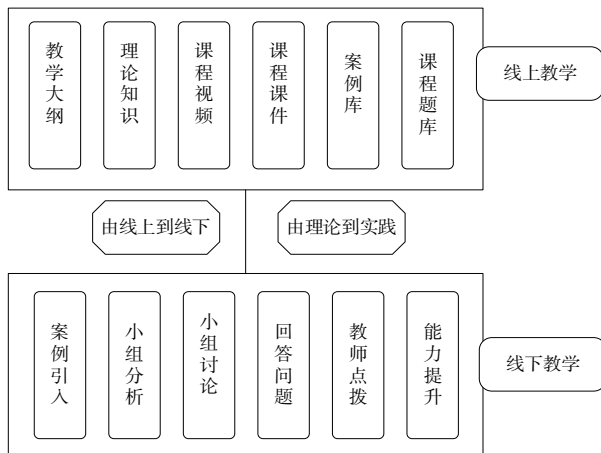 教学大纲
理论知识
课程视频
课程课件
案例库
课程题库
线上教学
由线上到线下
由理论到实践
案例引入
小组分析
小组讨论
回答问题
教师点拨
能力提升
线下教学